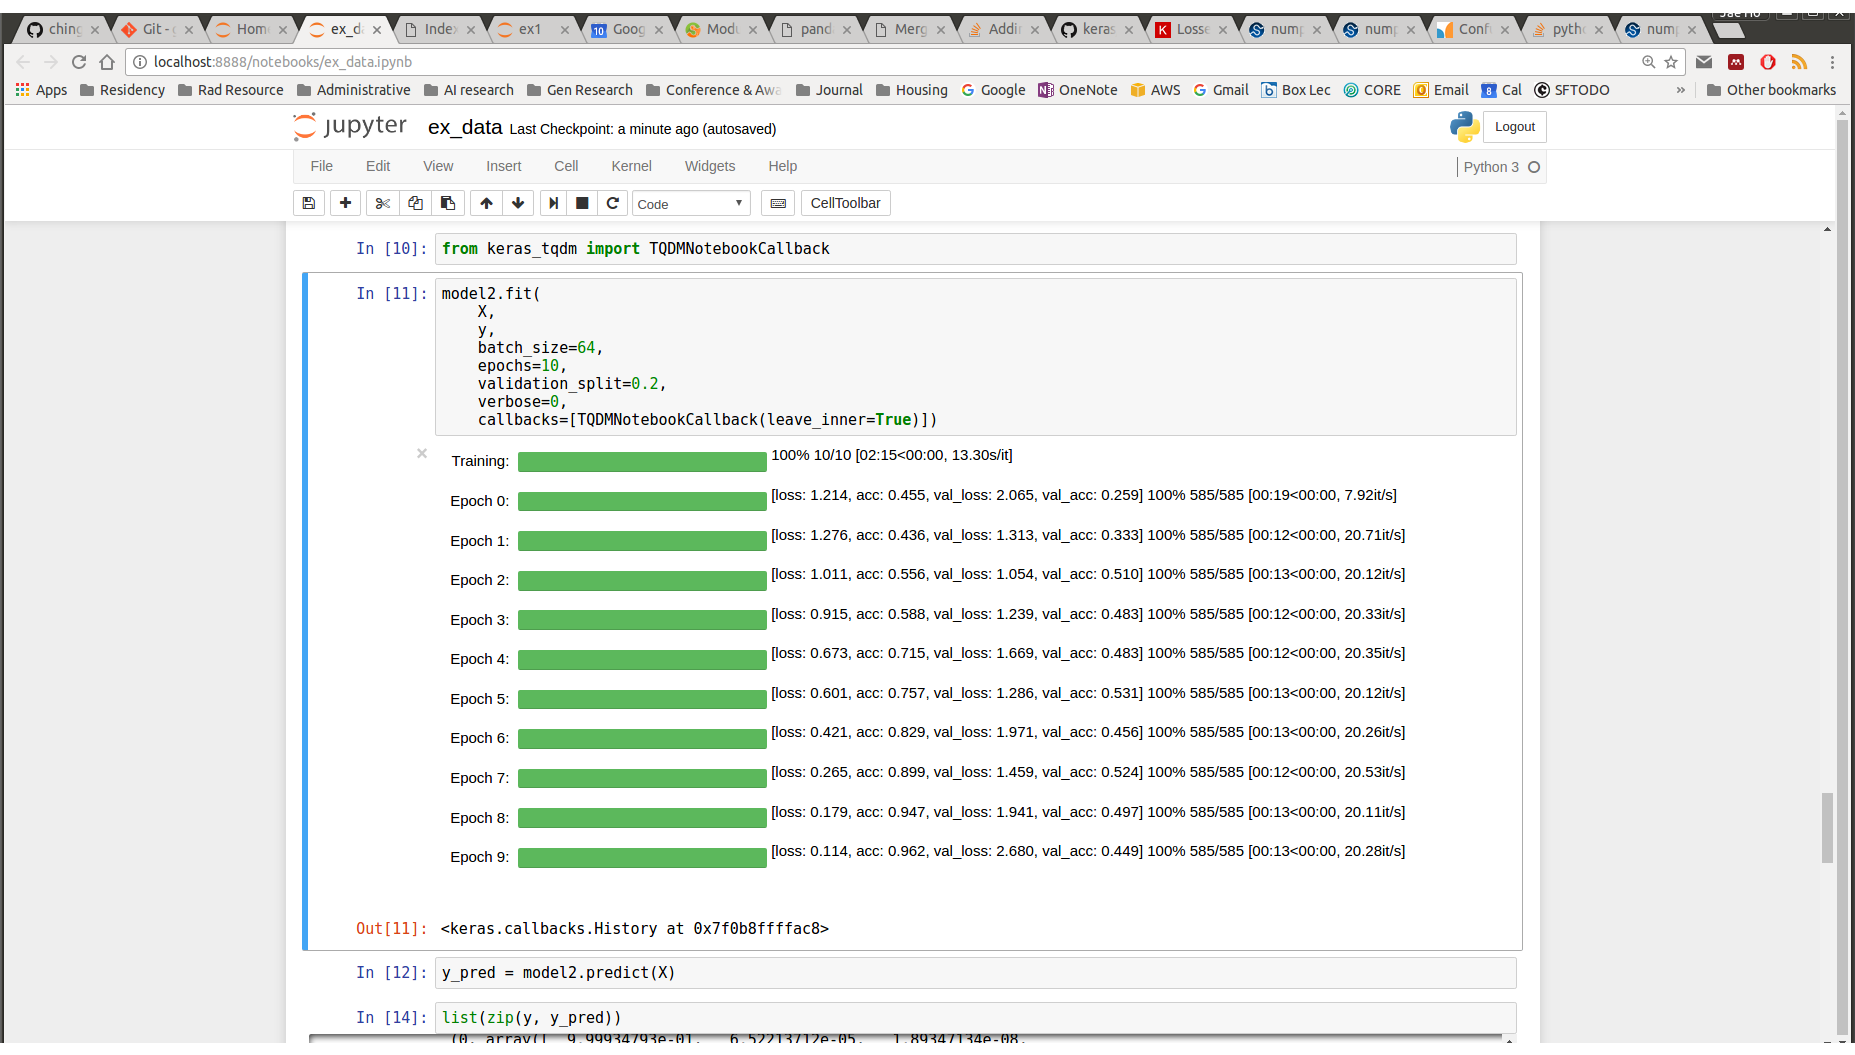 ching
Git - g
Home
ex_da
Index
ex1
Goog
Modu
panda
Merg
Addi
keras
Losse
nump
nump
Confu
pytho
nump
localhost:8888/notebooks/ex_data.ipynb
Apps Residency Rad Resource Administrative AI research Gen Research Conference & Awa Journal Housing Google OneNote AWS Gmail Box Lec CORE Email Cal SFTODO » Other bookmarks
jupyter ex_data Last Checkpoint: a minute ago (autosaved) Logout
File Edit View Insert Cell Kernel Widgets Help Python 3
Code CellToolbar
In [10]: from keras_tqdm import TQDMNotebookCallback
In [11]: model2.fit(
X,
y,
batch_size=64,
epochs=10,
validation_split=0.2,
verbose=0,
callbacks=[TQDMNotebookCallback(leave_inner=True)])
Training: 100% 10/10 [02:15<00:00, 13.30s/it]
Epoch 0: [loss: 1.214, acc: 0.455, val_loss: 2.065, val_acc: 0.259] 100% 585/585 [00:19<00:00, 7.92it/s]
Epoch 1: [loss: 1.276, acc: 0.436, val_loss: 1.313, val_acc: 0.333] 100% 585/585 [00:12<00:00, 20.71it/s]
Epoch 2: [loss: 1.011, acc: 0.556, val_loss: 1.054, val_acc: 0.510] 100% 585/585 [00:13<00:00, 20.12it/s]
Epoch 3: [loss: 0.915, acc: 0.588, val_loss: 1.239, val_acc: 0.483] 100% 585/585 [00:12<00:00, 20.33it/s]
Epoch 4: [loss: 0.673, acc: 0.715, val_loss: 1.669, val_acc: 0.483] 100% 585/585 [00:12<00:00, 20.35it/s]
Epoch 5: [loss: 0.601, acc: 0.757, val_loss: 1.286, val_acc: 0.531] 100% 585/585 [00:13<00:00, 20.12it/s]
Epoch 6: [loss: 0.421, acc: 0.829, val_loss: 1.971, val_acc: 0.456] 100% 585/585 [00:13<00:00, 20.26it/s]
Epoch 7: [loss: 0.265, acc: 0.899, val_loss: 1.459, val_acc: 0.524] 100% 585/585 [00:12<00:00, 20.53it/s]
Epoch 8: [loss: 0.179, acc: 0.947, val_loss: 1.941, val_acc: 0.497] 100% 585/585 [00:13<00:00, 20.11it/s]
Epoch 9: [loss: 0.114, acc: 0.962, val_loss: 2.680, val_acc: 0.449] 100% 585/585 [00:13<00:00, 20.28it/s]
Out[11]: <keras.callbacks.History at 0x7f0b8ffffac8>
In [12]: y_pred = model2.predict(X)
In [14]: list(zip(y, y_pred))
(0, array([ 9.99934793e-01, 6.52213712e-05, 1.89347134e-08,